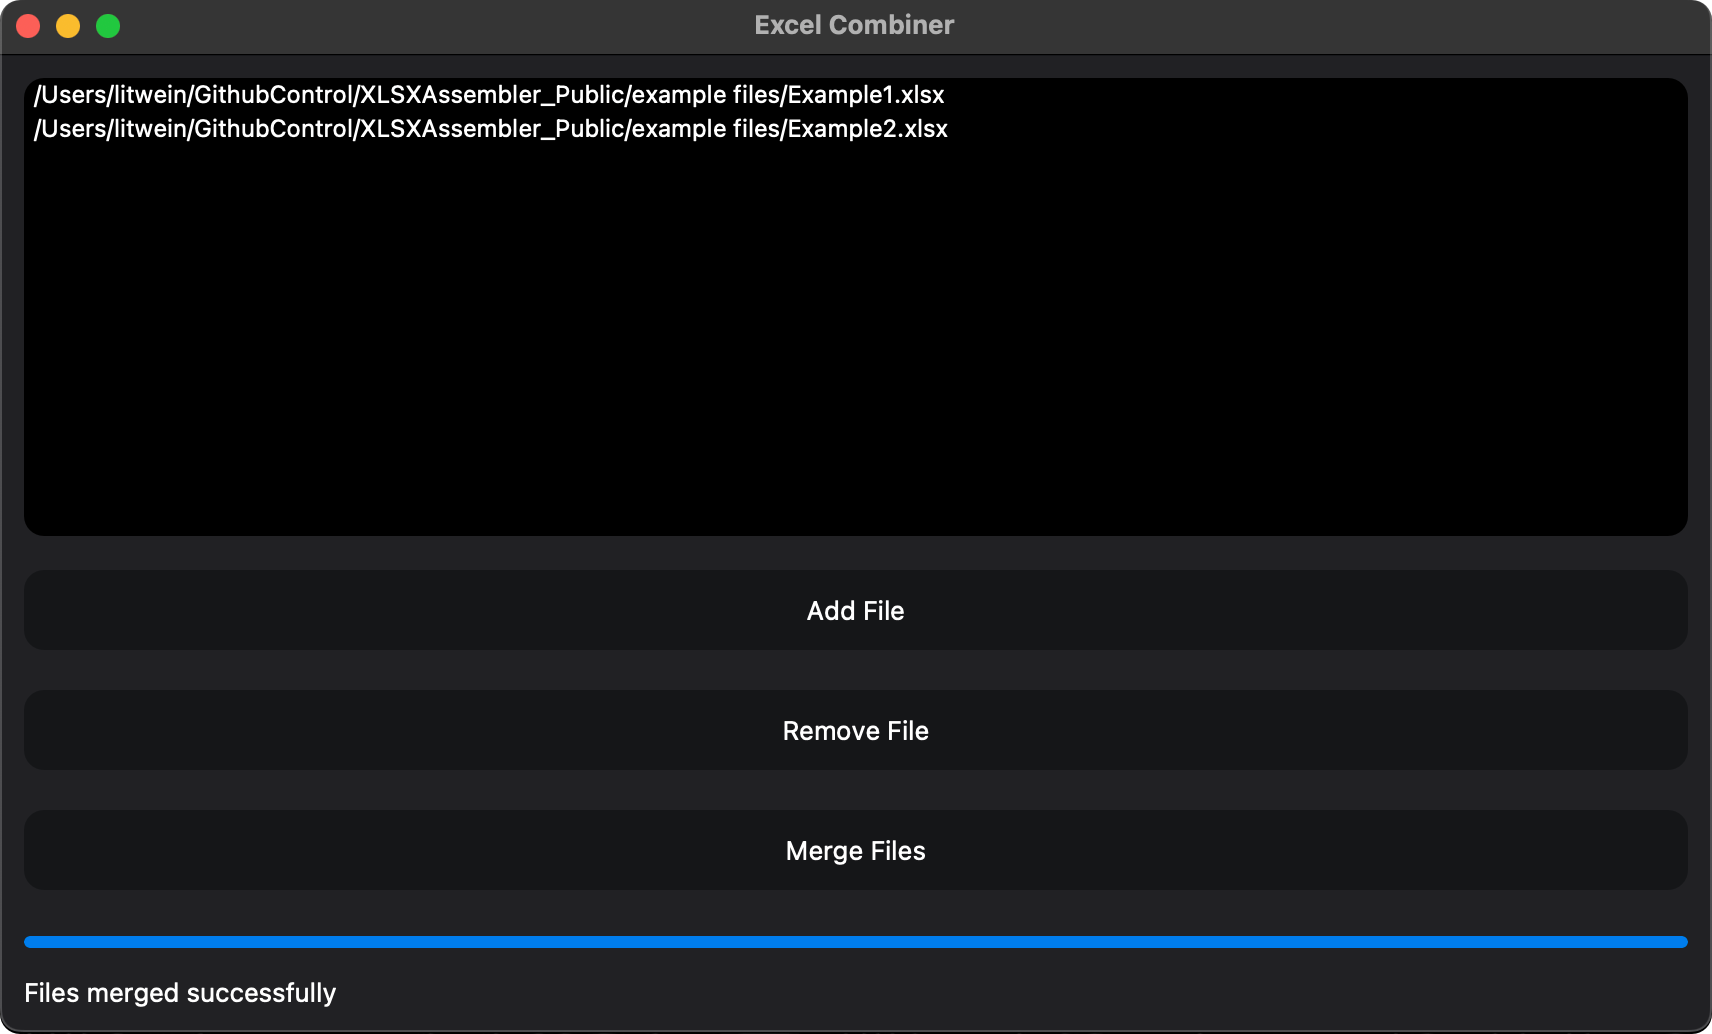 Excel Combiner
/Users/litwein/GithubControl/XLSXAssembler_Public/example files/Example1.xlsx
/Users/litwein/GithubControl/XLSXAssembler_Public/example files/Example2.xlsx
Add File
Remove File
Merge Files
Files merged successfully